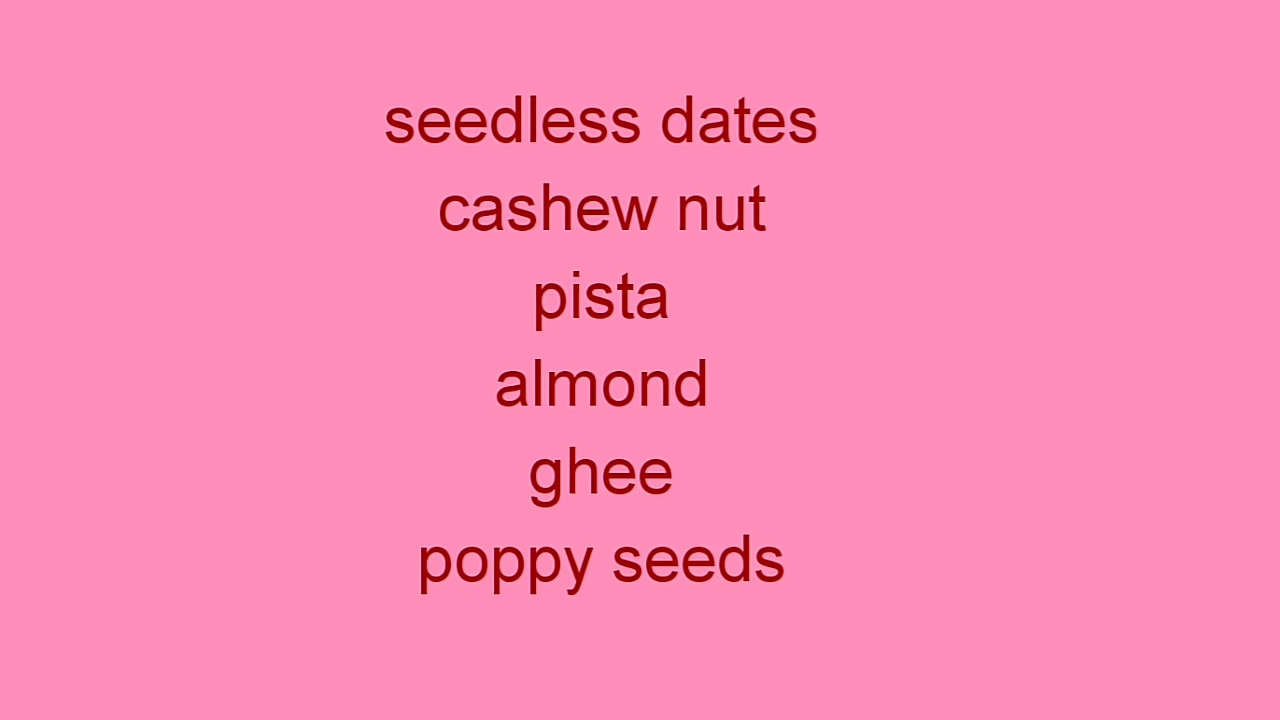 seedless dates
cashew nut
pista
almond
ghee
poppy seeds